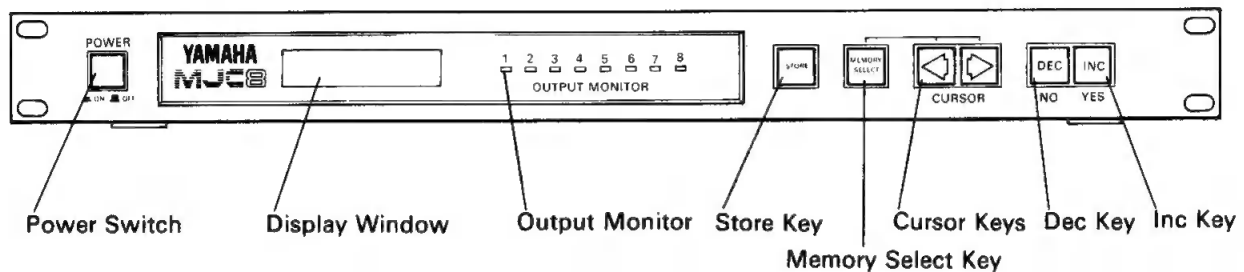 POWER
ON OFF
YAMAHA
MJC8
1 2 3 4 5 6 7 8
OUTPUT MONITOR
STORE
MEMORY
SELECT
CURSOR
DEC
INC
NO
YES
Power Switch
Display Window
Output Monitor
Store Key
Memory Select Key
Cursor Keys
Dec Key
Inc Key